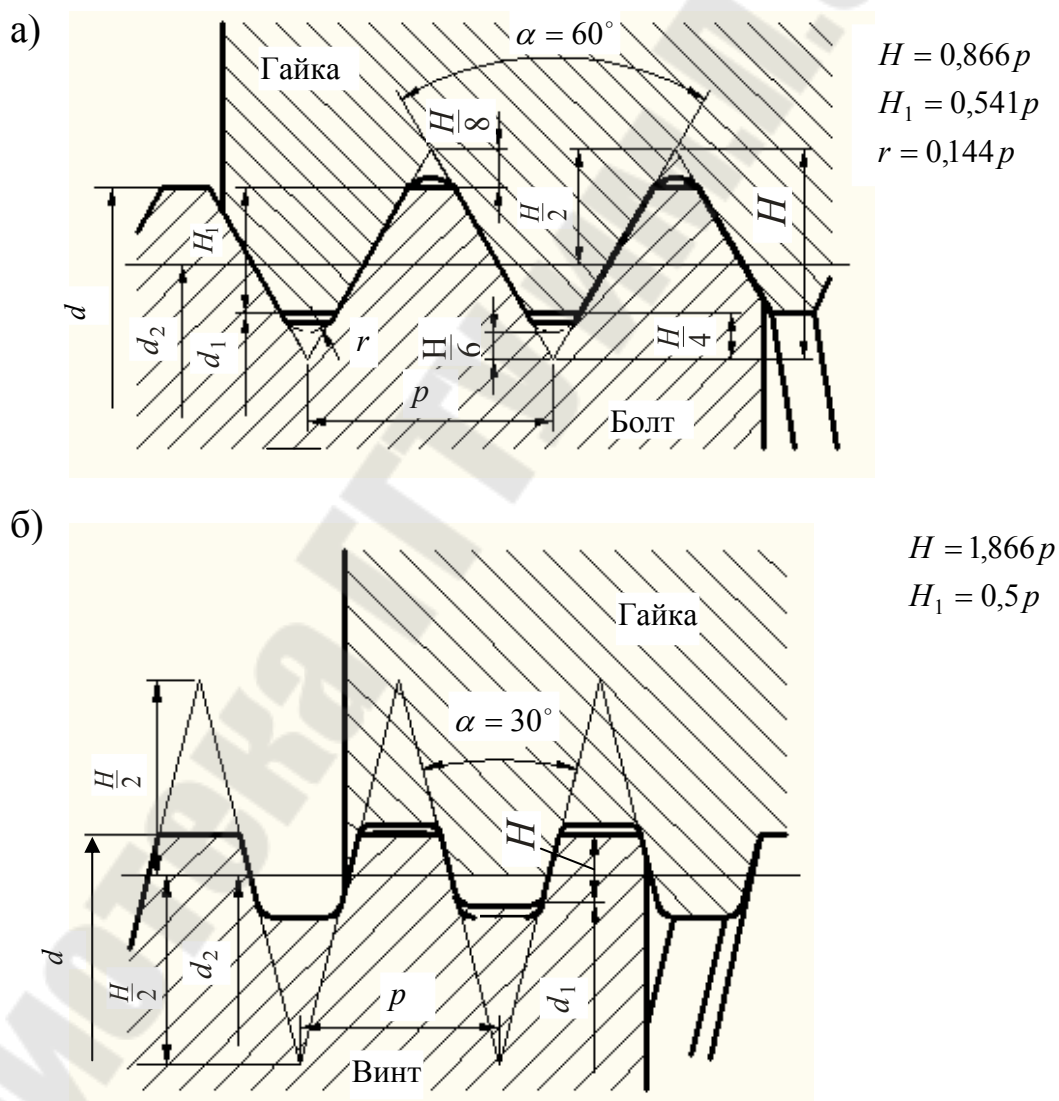 а)
α = 60°
Гайка
H = 0,866p
H₁ = 0,541p
r = 0,144p
H/8
H₁
H/2
H
d
d₂
d₁
r
H/6
H/4
p
Болт
б)
H = 1,866p
H₁ = 0,5p
Гайка
α = 30°
H/2
H
d
H/2
d₂
p
d₁
Винт